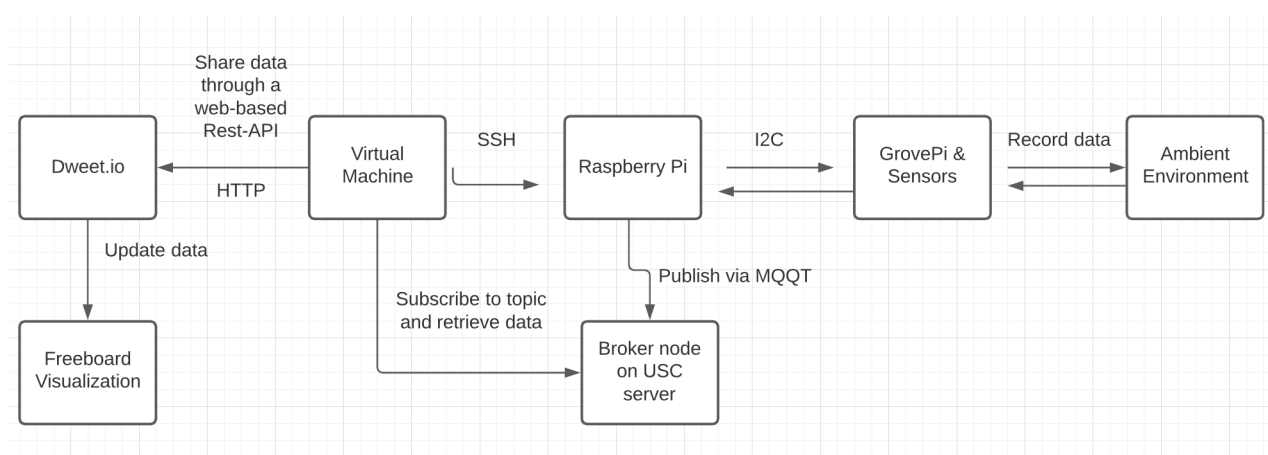 Share data
through a
web-based
Rest-API
Dweet.io
HTTP
Virtual
Machine
SSH
Raspberry Pi
I2C
GrovePi &
Sensors
Record data
Ambient
Environment
Update data
Subscribe to topic
and retrieve data
Publish via MQQT
Freeboard
Visualization
Broker node
on USC
server